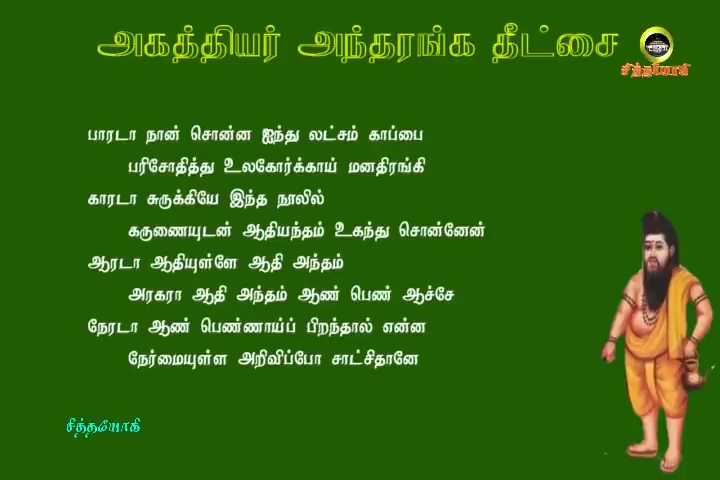 அகத்தியர் அந்தரங்க தீட்சை
சித்தயோகி
பாரடா நான் சொன்ன ஐந்து லட்சம் காப்பை
பரிசோதித்து உலகோர்க்காய் மனதிரங்கி
காரடா சுருக்கியே இந்த நூலில்
கருணையுடன் ஆதியந்தம் உகந்து சொன்னேன்
ஆரடா ஆதியுள்ளே ஆதி அந்தம்
அரகரா ஆதி அந்தம் ஆண் பெண் ஆச்சே
நேரடா ஆண் பெண்ணாய்ப் பிறந்தால் என்ன
நேர்மையுள்ள அறிவிப்போ சாட்சிதானே
சித்தயோகி